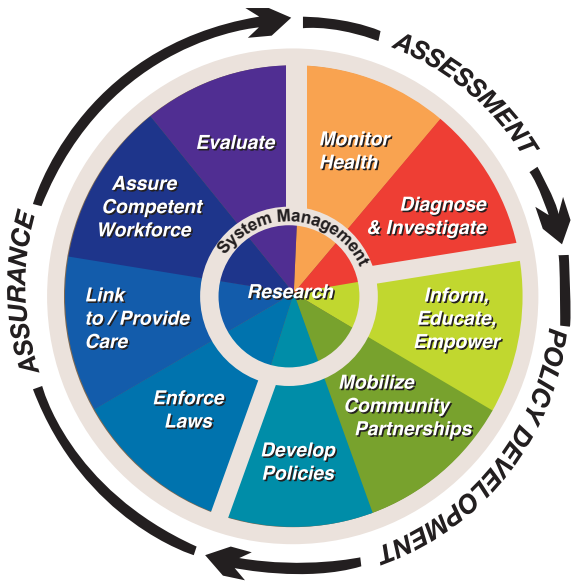 ASSESSMENT
POLICY DEVELOPMENT
ASSURANCE
Monitor
Health
Diagnose
& Investigate
Inform,
Educate,
Empower
Mobilize
Community
Partnerships
Develop
Policies
Enforce
Laws
Link
to / Provide
Care
Assure
Competent
Workforce
Evaluate
System Management
Research